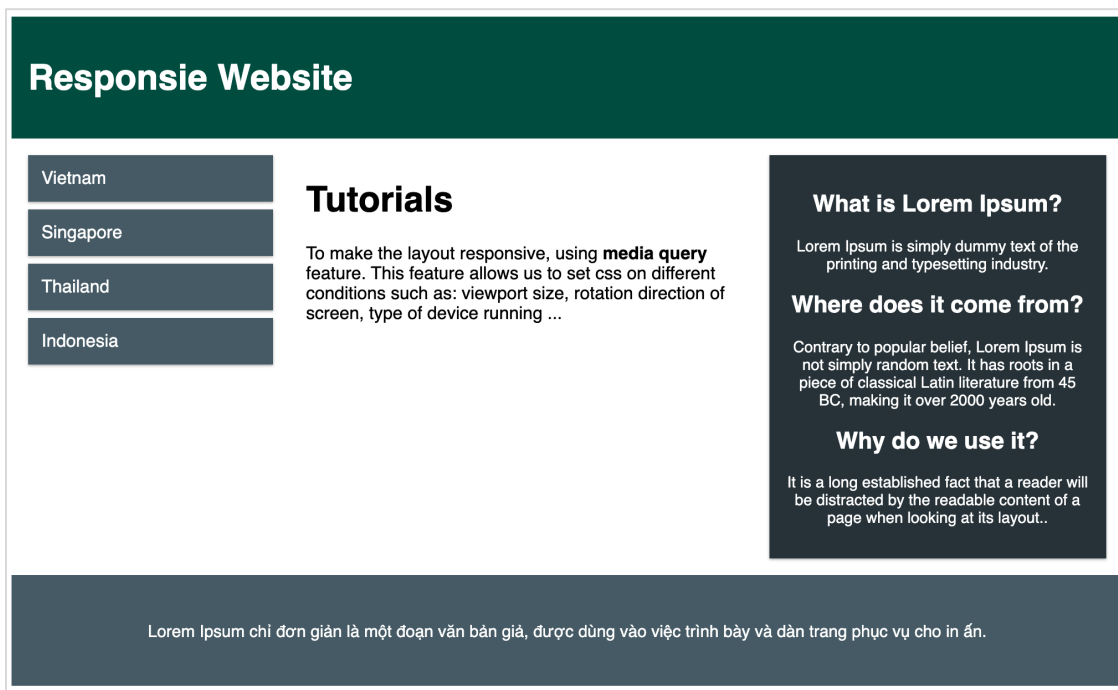 Responsie Website
Vietnam
Singapore
Thailand
Indonesia
Tutorials
To make the layout responsive, using media query
feature. This feature allows us to set css on different
conditions such as: viewport size, rotation direction of
screen, type of device running ...
What is Lorem Ipsum?
Lorem Ipsum is simply dummy text of the
printing and typesetting industry.
Where does it come from?
Contrary to popular belief, Lorem Ipsum is
not simply random text. It has roots in a
piece of classical Latin literature from 45
BC, making it over 2000 years old.
Why do we use it?
It is a long established fact that a reader will
be distracted by the readable content of a
page when looking at its layout..
Lorem Ipsum chỉ đơn giản là một đoạn văn bản giả, được dùng vào việc trình bày và dàn trang phục vụ cho in ấn.